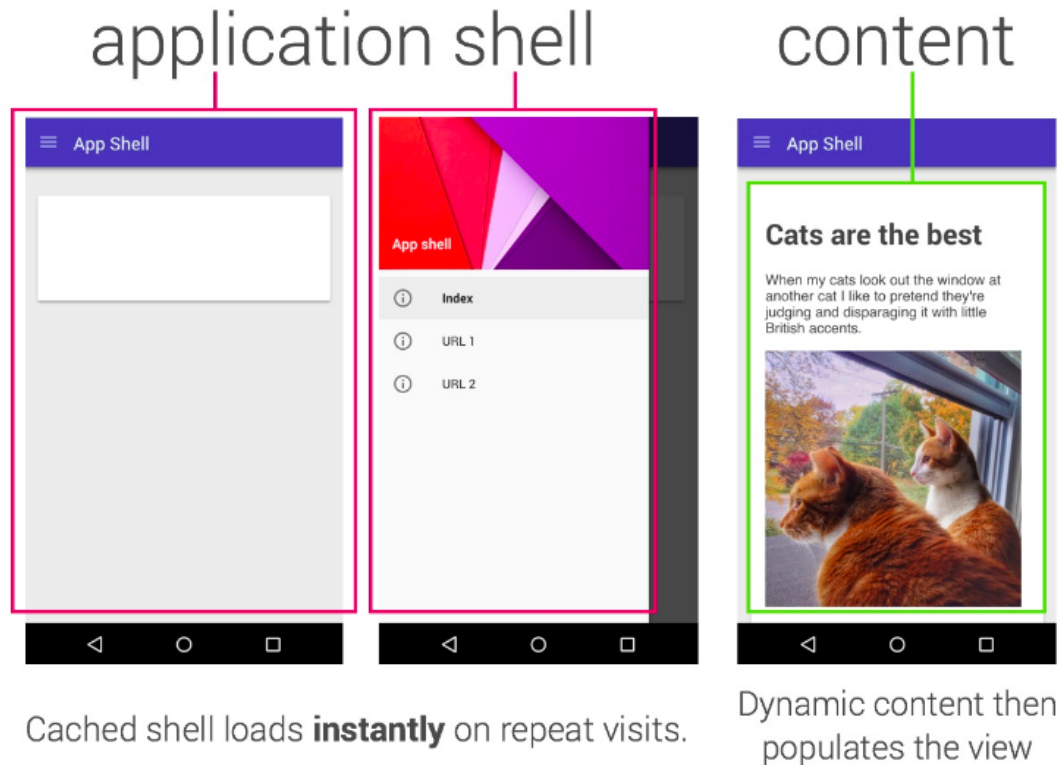 application shell
content
App Shell
App shell
Index
URL 1
URL 2
App Shell
Cats are the best
When my cats look out the window at
another cat I like to pretend they're
judging and disparaging it with little
British accents.
Cached shell loads instantly on repeat visits.
Dynamic content then
populates the view